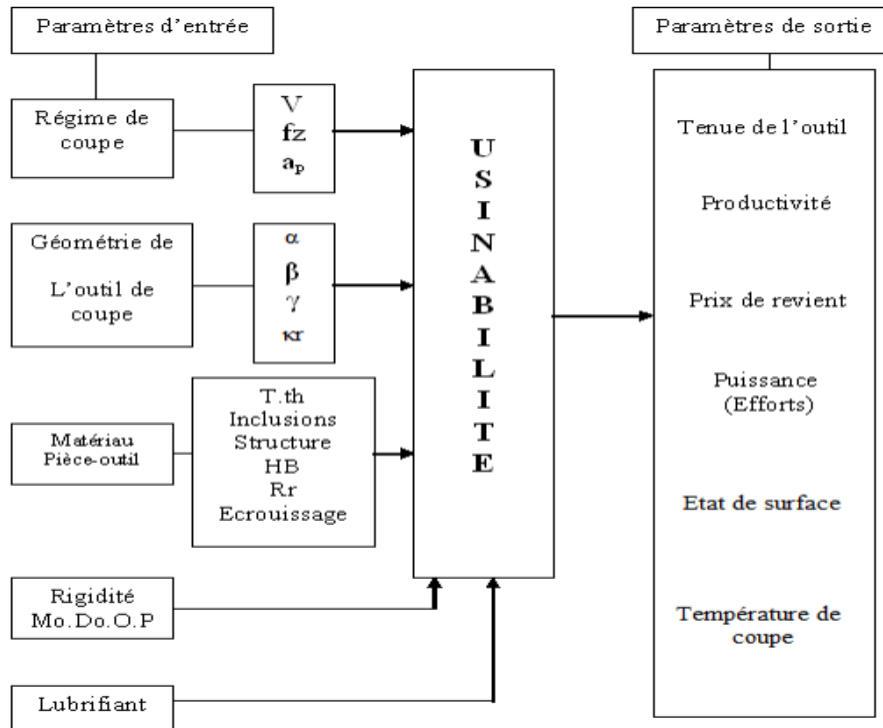 Paramètres d'entrée
Paramètres de sortie
Régime de
coupe
V
fz
aₚ
Géométrie de
L'outil de
coupe
α
β
γ
κr
Matériau
Pièce-outil
T.th
Inclusions
Structure
HB
Rr
Ecrouissage
Rigidité
Mo.Do.O.P
Lubrifiant
U
S
I
N
A
B
I
L
I
T
E
Tenue de l'outil
Productivité
Prix de revient
Puissance
(Efforts)
Etat de surface
Température de
coupe